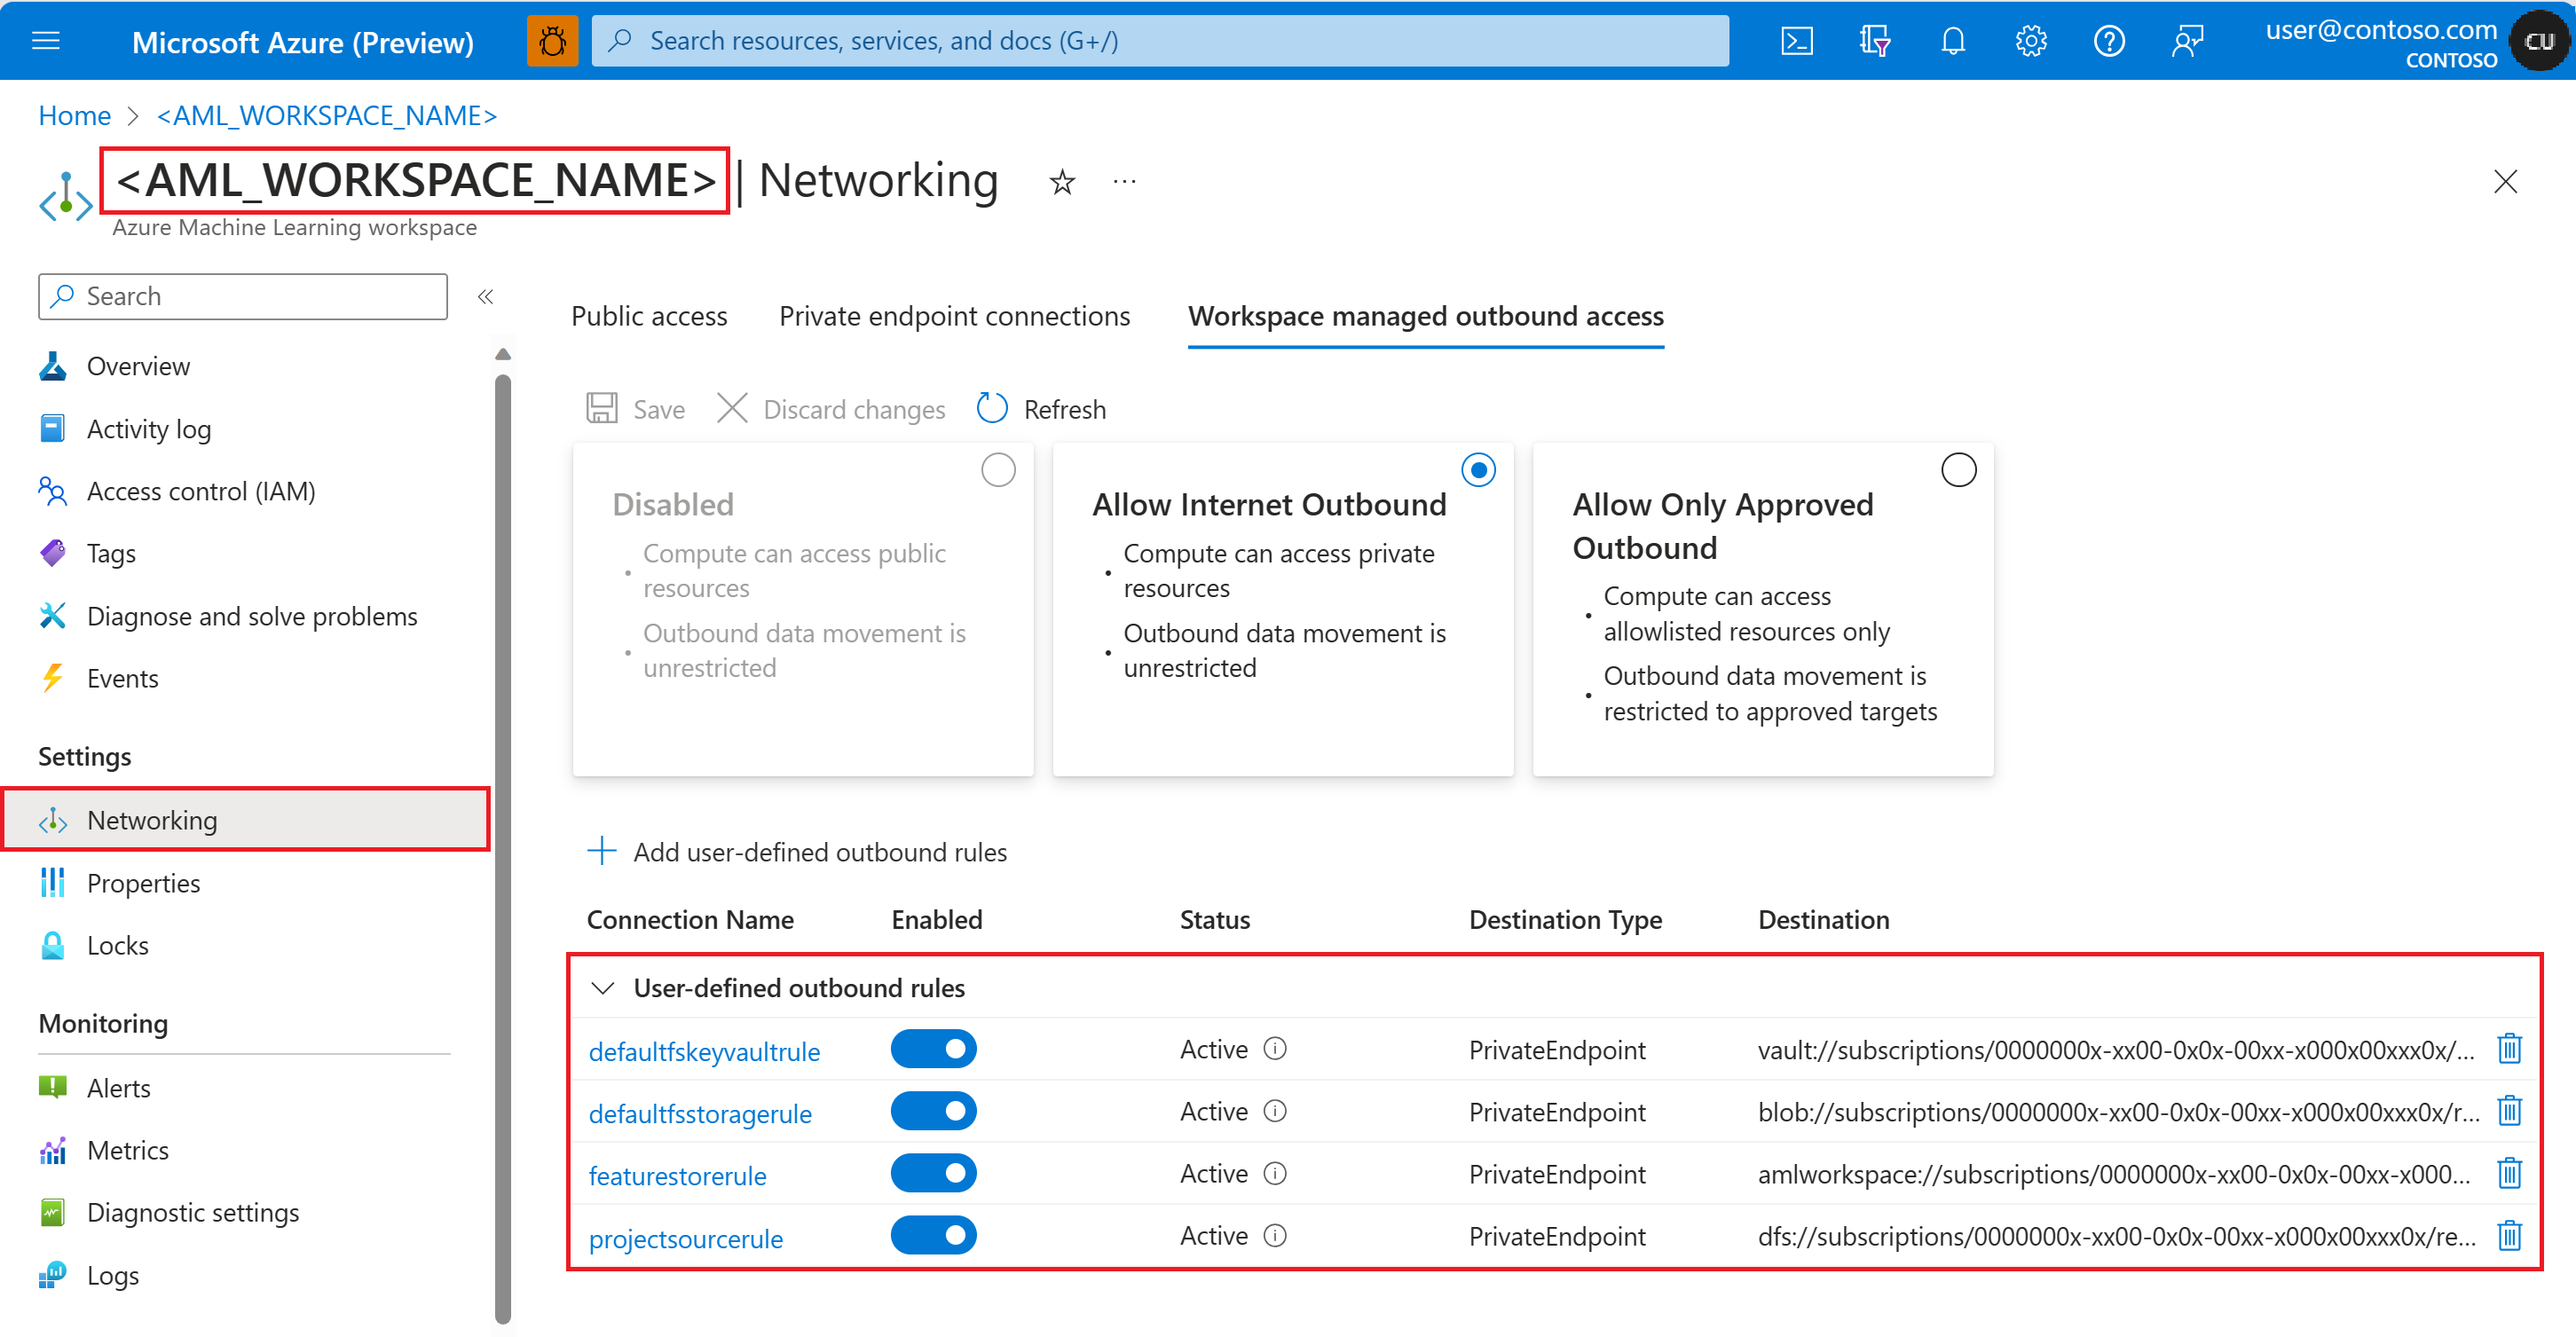 Microsoft Azure (Preview)
Search resources, services, and docs (G+/)
user@contoso.com
CONTOSO
CU
Home > <AML_WORKSPACE_NAME>
<AML_WORKSPACE_NAME> | Networking
Azure Machine Learning workspace
Search
Overview
Activity log
Access control (IAM)
Tags
Diagnose and solve problems
Events
Settings
Networking
Properties
Locks
Monitoring
Alerts
Metrics
Diagnostic settings
Logs
Public access
Private endpoint connections
Workspace managed outbound access
Save
Discard changes
Refresh
Disabled
• Compute can access public
resources
• Outbound data movement is
unrestricted
Allow Internet Outbound
• Compute can access private
resources
• Outbound data movement is
unrestricted
Allow Only Approved
Outbound
• Compute can access
allowlisted resources only
• Outbound data movement is
restricted to approved targets
Add user-defined outbound rules
Connection Name Enabled Status Destination Type Destination
User-defined outbound rules
defaultfskeyvaultrule Active PrivateEndpoint vault://subscriptions/0000000x-xx00-0x0x-00xx-x000x00xxx0x/...
defaultfsstoragerule Active PrivateEndpoint blob://subscriptions/0000000x-xx00-0x0x-00xx-x000x00xxx0x/r...
featurestorerule Active PrivateEndpoint amlworkspace://subscriptions/0000000x-xx00-0x0x-00xx-x000...
projectsourcerule Active PrivateEndpoint dfs://subscriptions/0000000x-xx00-0x0x-00xx-x000x00xxx0x/re...